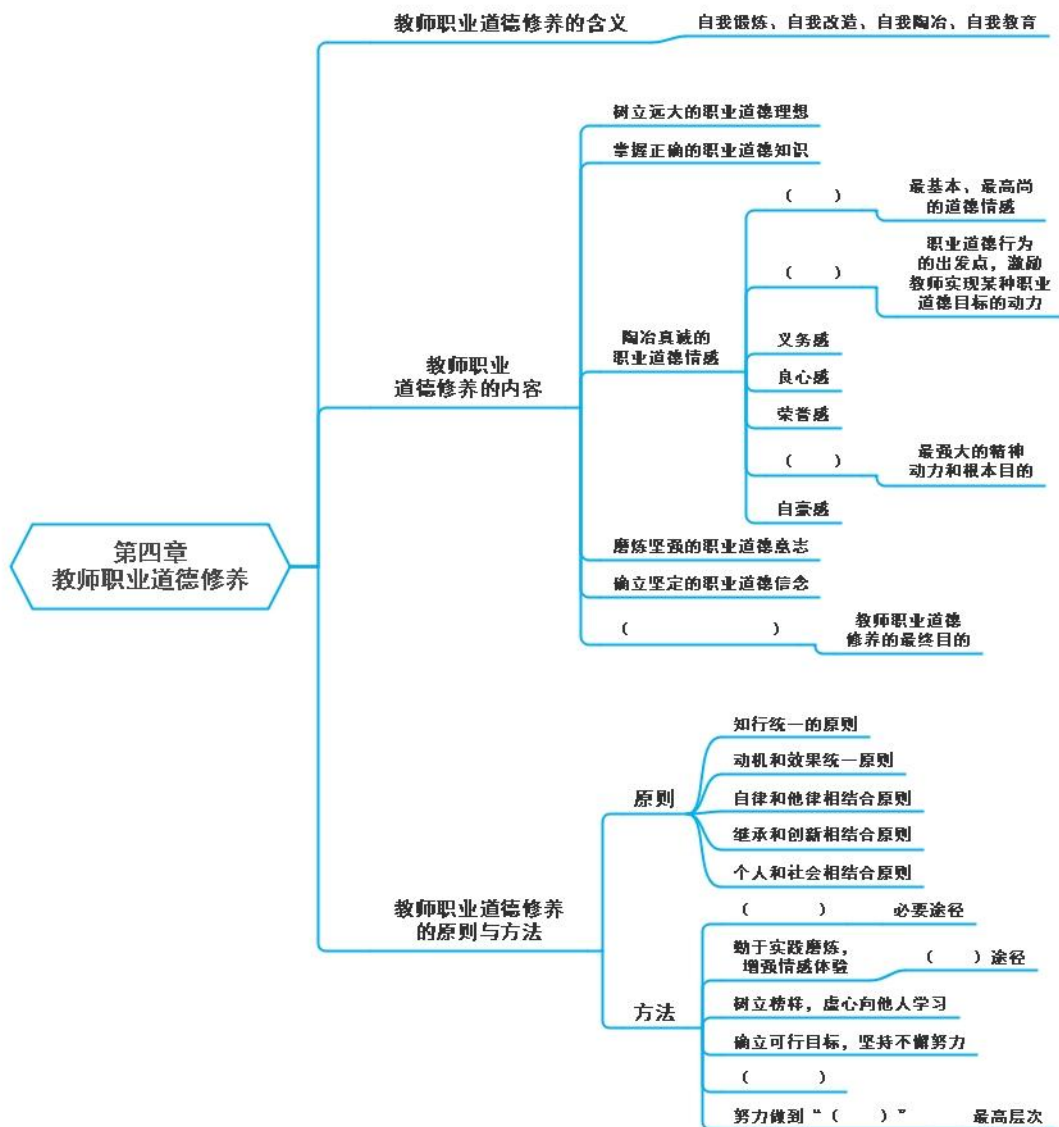 教师职业道德修养的含义
自我锻炼、自我改造、自我陶冶、自我教育
树立远大的职业道德理想
掌握正确的职业道德知识
(    )
最基本、最高尚
的道德情感
(    )
职业道德行为
的出发点，激励
教师实现某种职业
道德目标的动力
陶冶真诚的
职业道德情感
义务感
良心感
荣誉感
(    )
最强大的精神
动力和根本目的
自豪感
教师职业
道德修养的内容
磨炼坚强的职业道德意志
确立坚定的职业道德信念
(    )
教师职业道德
修养的最终目的
第四章
教师职业道德修养
知行统一的原则
动机和效果统一原则
原则
自律和他律相结合原则
继承和创新相结合原则
个人和社会相结合原则
教师职业道德修养
的原则与方法
(    ) 必要途径
勤于实践磨炼，
增强情感体验
(    ) 途径
方法
树立榜样，虚心向他人学习
确立可行目标，坚持不懈努力
(    )
努力做到“(    )” 最高层次